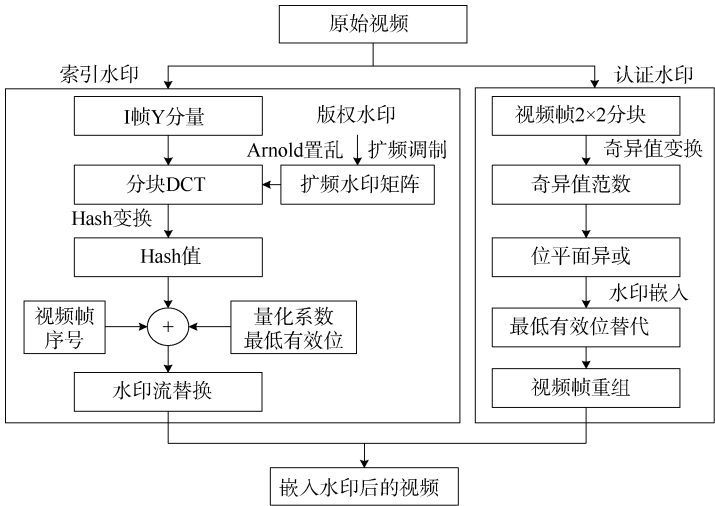 原始视频
索引水印
认证水印
I帧Y分量
版权水印
Arnold置乱
扩频调制
分块DCT
扩频水印矩阵
Hash变换
Hash值
视频帧
序号
+
量化系数
最低有效位
水印流替换
视频帧2×2分块
奇异值变换
奇异值范数
位平面异或
水印嵌入
最低有效位替代
视频帧重组
嵌入水印后的视频